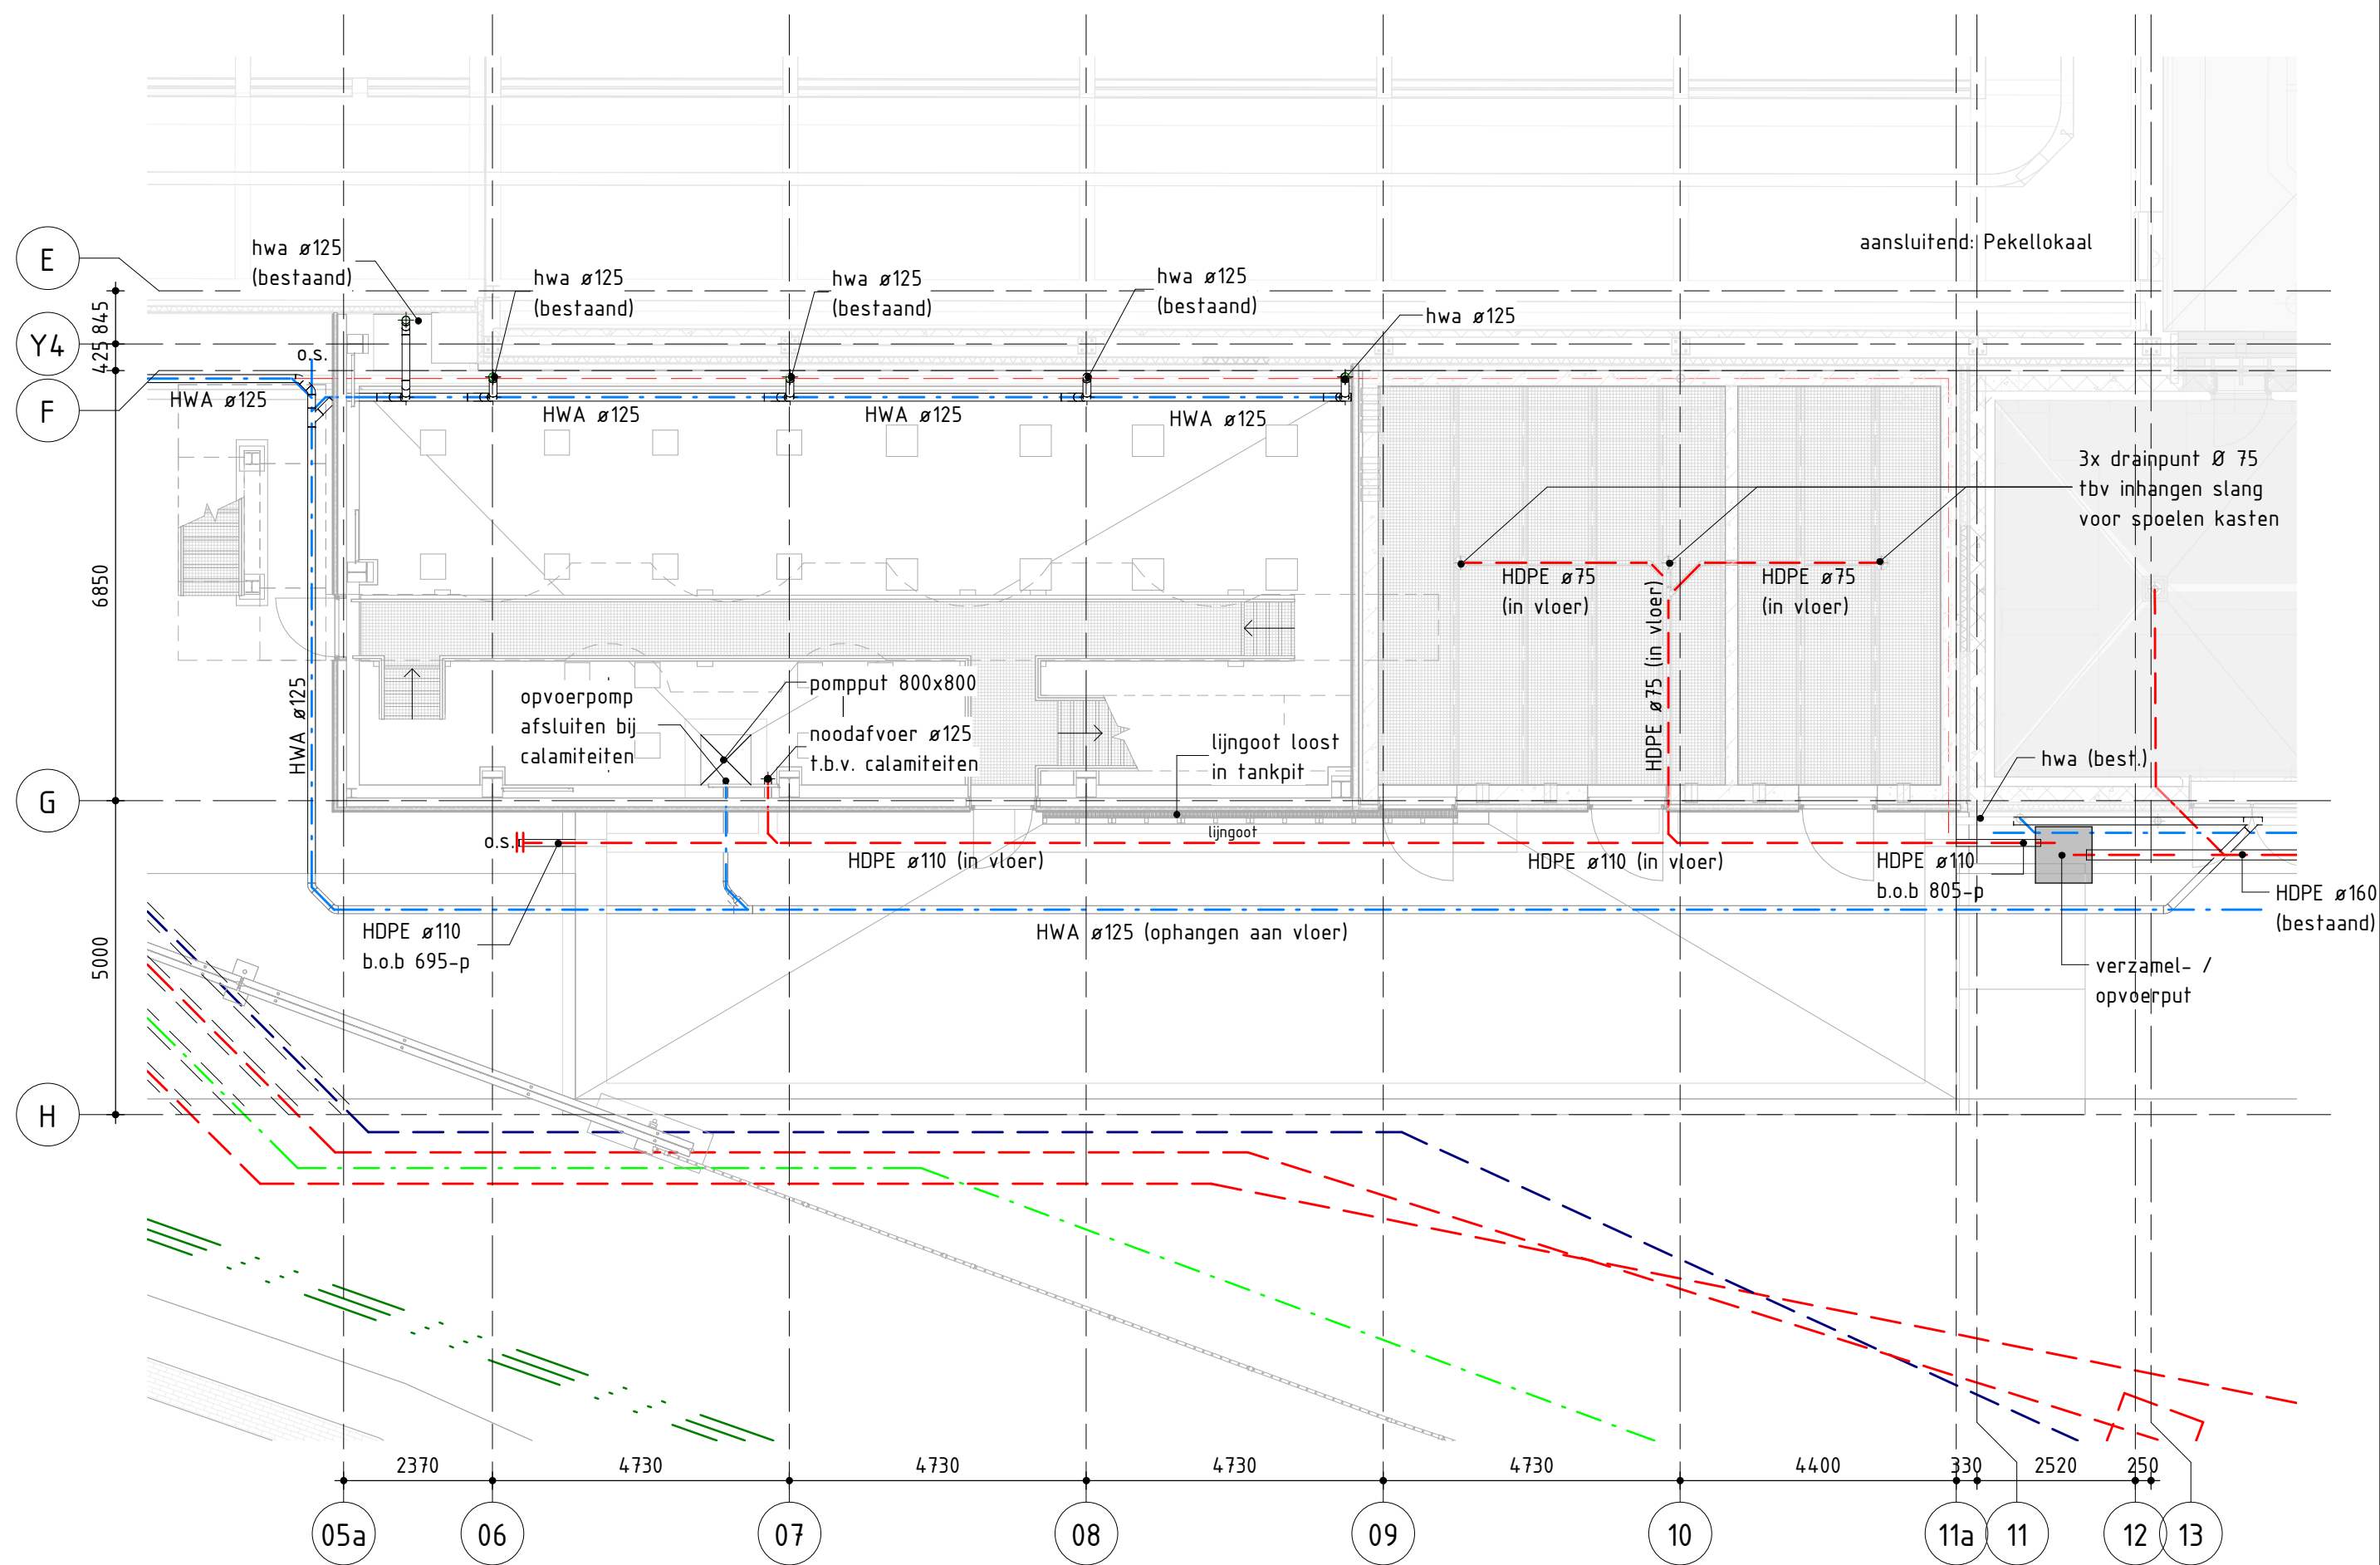 aansluitend: Pekellokaal
E
hwa ø125
(bestaand)
hwa ø125
(bestaand)
hwa ø125
(bestaand)
hwa ø125
(bestaand)
hwa ø125
845
Y4
425
o.s.
F
HWA ø125
HWA ø125
HWA ø125
HWA ø125
3x drainpunt Ø 75
tbv inhangen slang
voor spoelen kasten
6850
HDPE ø75
(in vloer)
HDPE ø75
(in vloer)
HDPE ø75 (in vloer)
HWA ø125
opvoerpomp
afsluiten bij
calamiteiten
pompput 800x800
noodafvoer ø125
t.b.v. calamiteiten
lijngoot loost
in tankpit
hwa (best.)
G
lijngoot
o.s.
HDPE ø110 (in vloer)
HDPE ø110 (in vloer)
HDPE ø110
b.o.b 805-p
HDPE ø160
(bestaand)
HDPE ø110
b.o.b 695-p
HWA ø125 (ophangen aan vloer)
verzamel- /
opvoerput
5000
H
2370
4730
4730
4730
4730
4400
330
2520
250
05a
06
07
08
09
10
11a
11
12
13